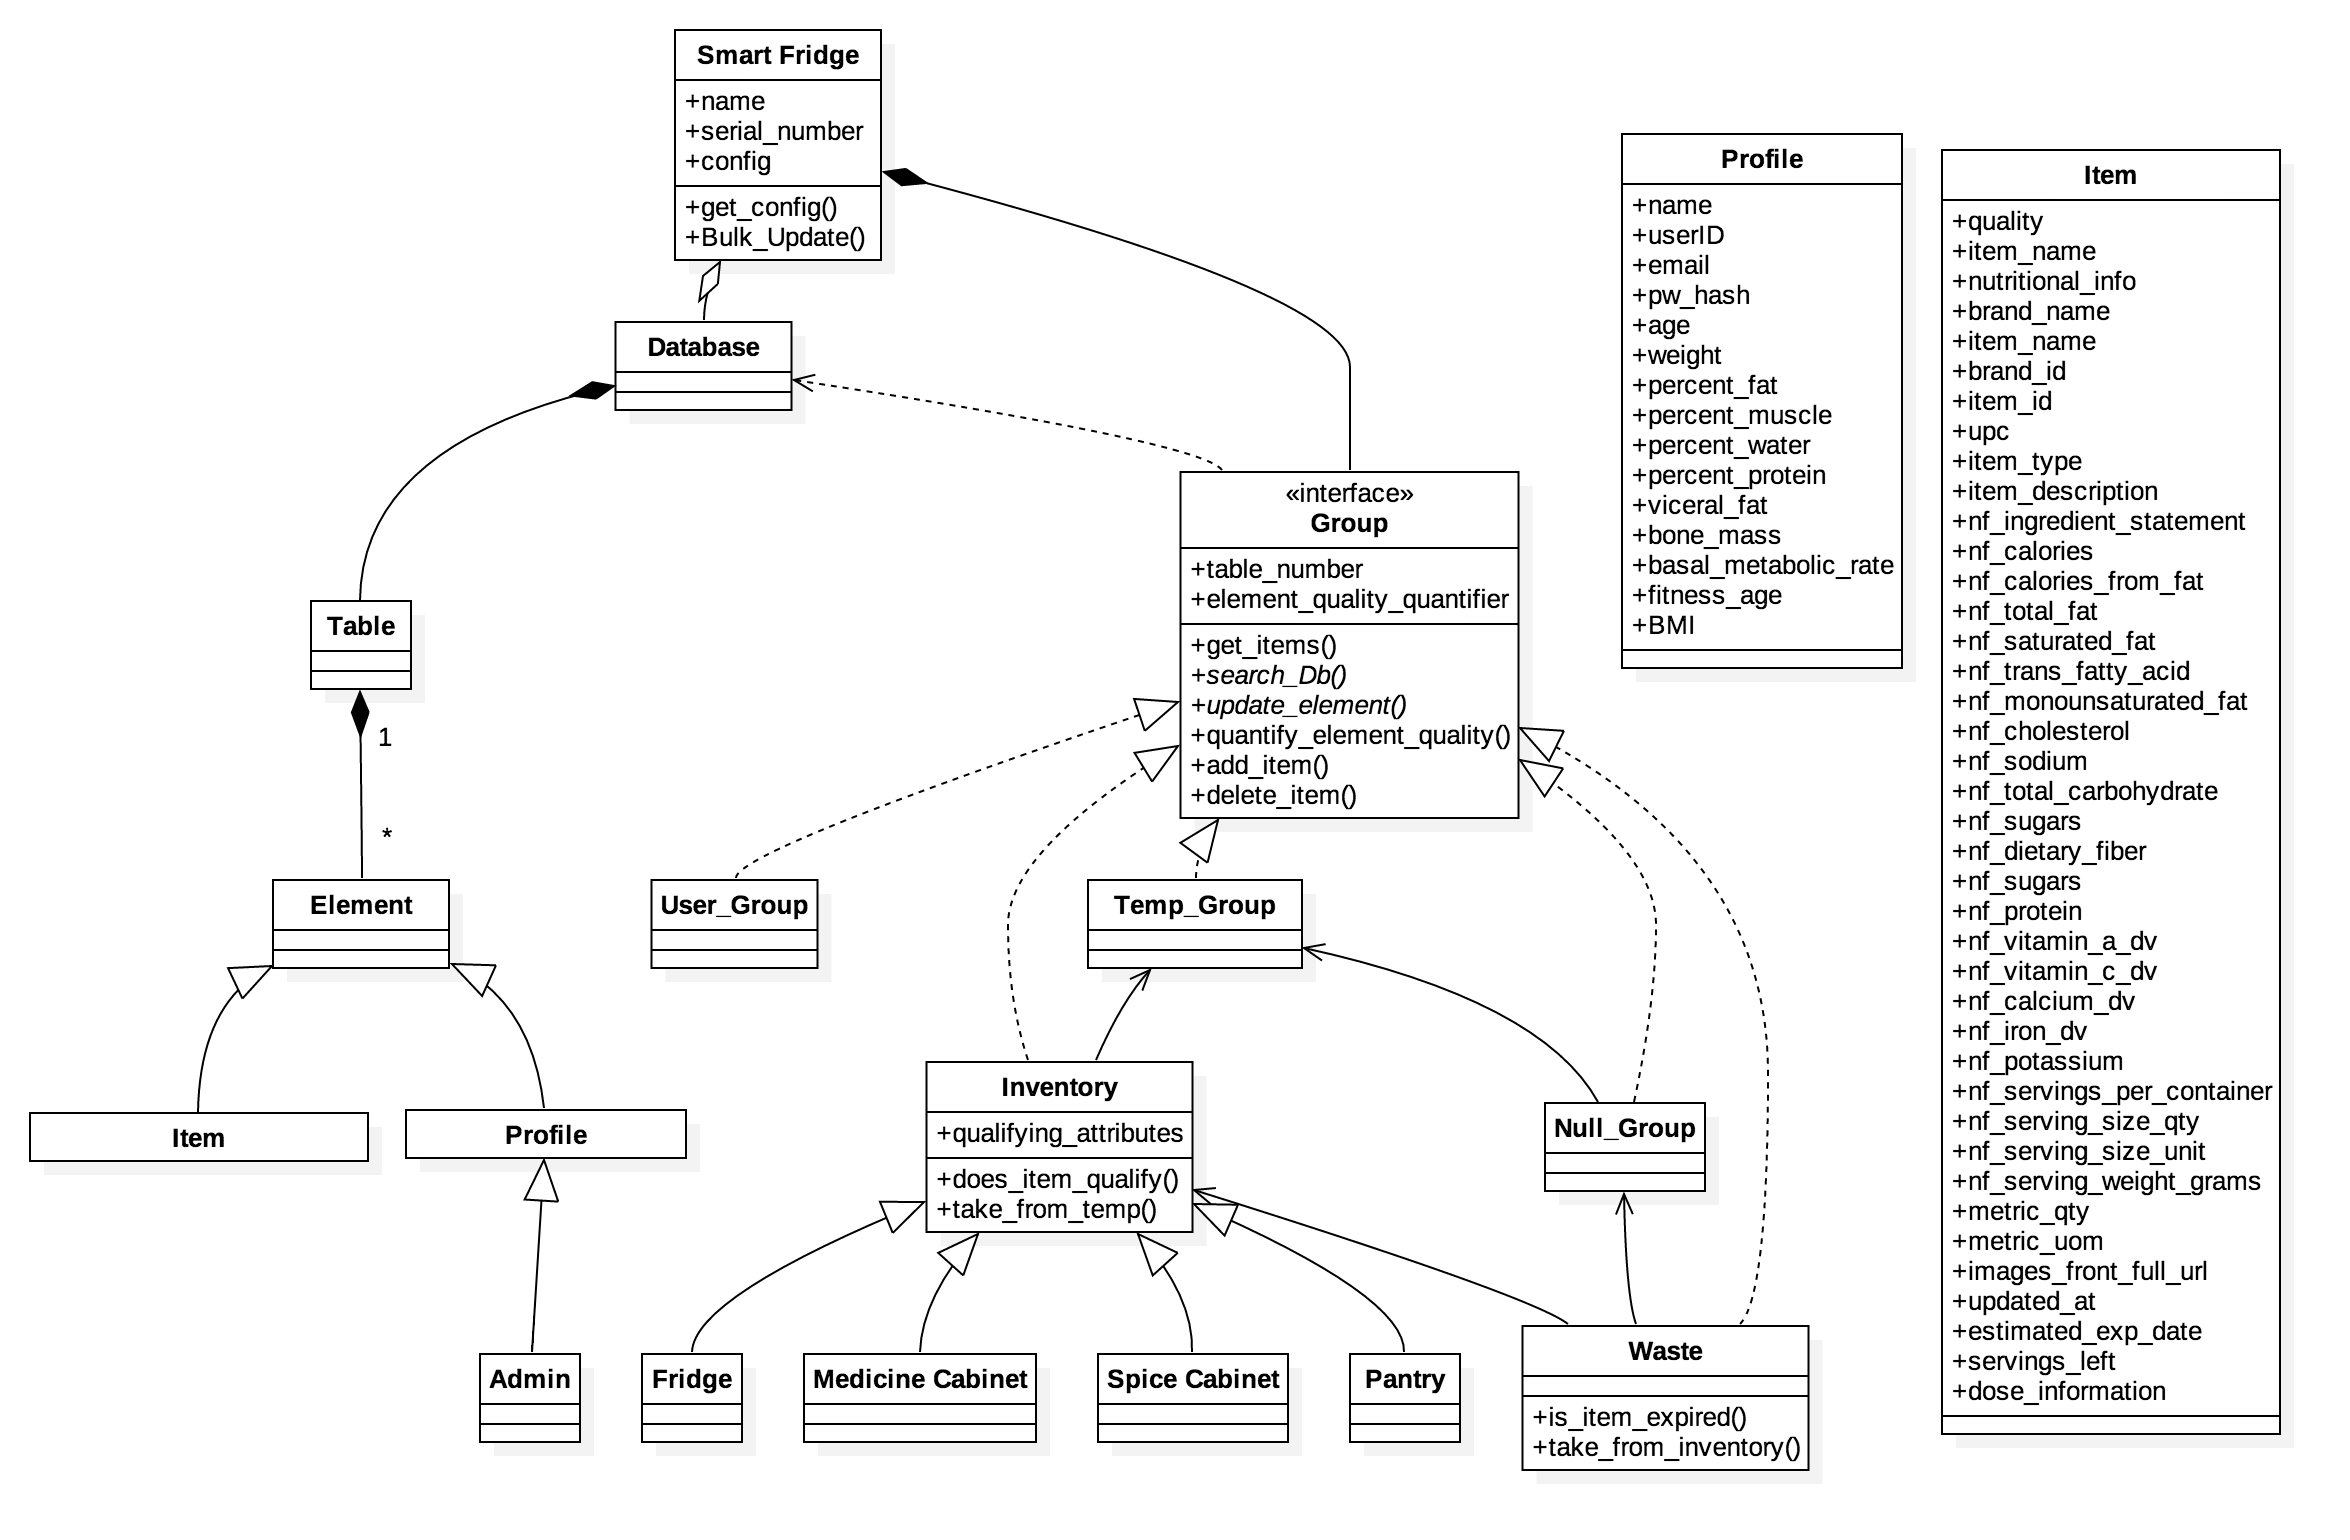 Smart Fridge
+name
+serial_number
+config
+get_config()
+Bulk_Update()
Database
Table
1
*
Element
Item
Profile
Admin
«interface»
Group
+table_number
+element_quality_quantifier
+get_items()
+search_Db()
+update_element()
+quantify_element_quality()
+add_item()
+delete_item()
User_Group
Temp_Group
Inventory
+qualifying_attributes
+does_item_qualify()
+take_from_temp()
Null_Group
Fridge
Medicine Cabinet
Spice Cabinet
Pantry
Waste
+is_item_expired()
+take_from_inventory()
Profile
+name
+userID
+email
+pw_hash
+age
+weight
+percent_fat
+percent_muscle
+percent_water
+percent_protein
+viceral_fat
+bone_mass
+basal_metabolic_rate
+fitness_age
+BMI
Item
+quality
+item_name
+nutritional_info
+brand_name
+item_name
+brand_id
+item_id
+upc
+item_type
+item_description
+nf_ingredient_statement
+nf_calories
+nf_calories_from_fat
+nf_total_fat
+nf_saturated_fat
+nf_trans_fatty_acid
+nf_monounsaturated_fat
+nf_cholesterol
+nf_sodium
+nf_total_carbohydrate
+nf_sugars
+nf_dietary_fiber
+nf_sugars
+nf_protein
+nf_vitamin_a_dv
+nf_vitamin_c_dv
+nf_calcium_dv
+nf_iron_dv
+nf_potassium
+nf_servings_per_container
+nf_serving_size_qty
+nf_serving_size_unit
+nf_serving_weight_grams
+metric_qty
+metric_uom
+images_front_full_url
+updated_at
+estimated_exp_date
+servings_left
+dose_information